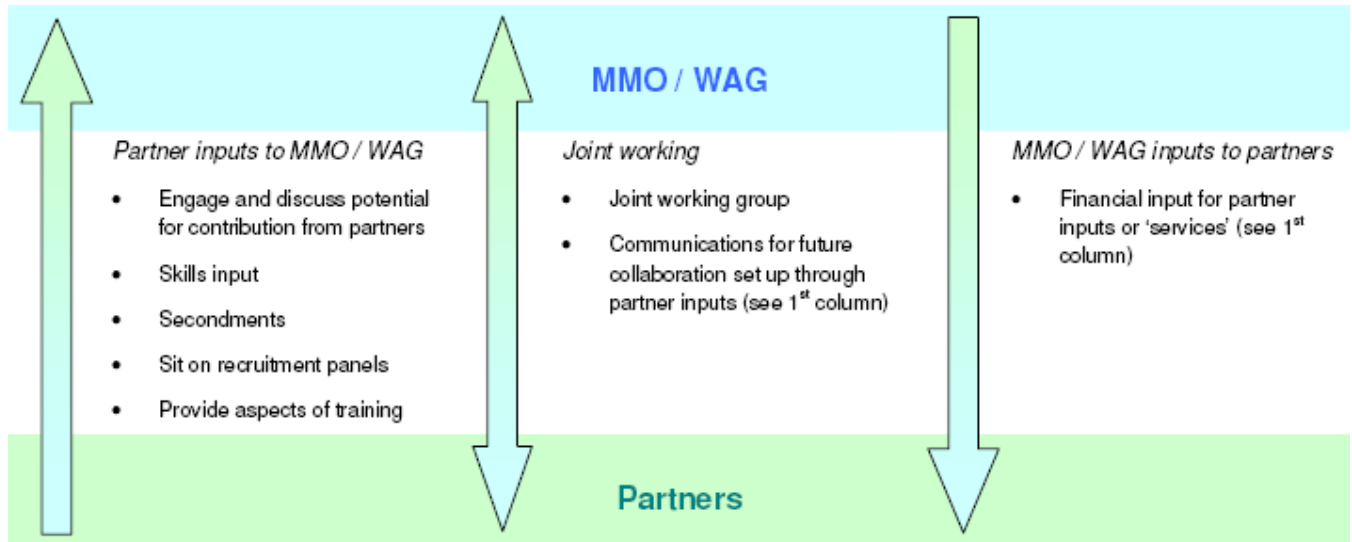 MMO / WAG
Partner inputs to MMO / WAG
• Engage and discuss potential
for contribution from partners
• Skills input
• Secondments
• Sit on recruitment panels
• Provide aspects of training
Joint working
• Joint working group
• Communications for future
collaboration set up through
partner inputs (see 1st column)
MMO / WAG inputs to partners
• Financial input for partner
inputs or ‘services’ (see 1st
column)
Partners